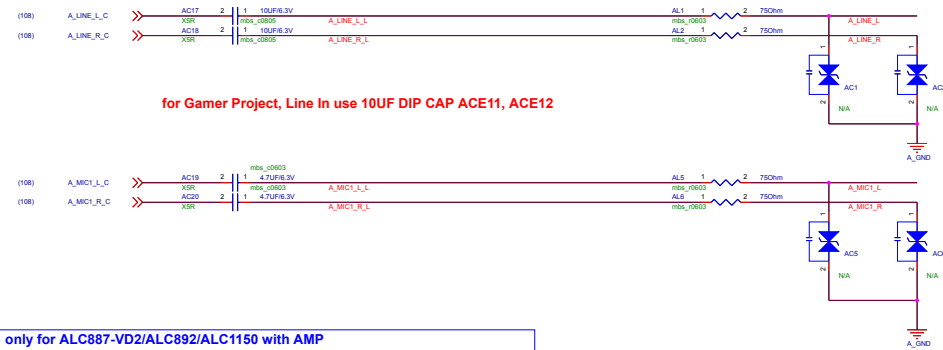 (108) A_LINE_L_C AC17 2 1 10UF/6.3V AL1 1 2 75Ohm
X5R mbs_c0805 A_LINE_L_L mbs_r0603 A_LINE_L
(108) A_LINE_R_C AC18 2 1 10UF/6.3V AL2 1 2 75Ohm
X5R mbs_c0805 A_LINE_R_L mbs_r0603 A_LINE_R
1 1
AC1
2 2
N/A N/A
for Gamer Project, Line In use 10UF DIP CAP ACE11, ACE12
A_GND
mbs_c0603
(108) A_MIC1_L_C AC19 2 1 4.7UF/6.3V AL5 1 2 75Ohm
X5R mbs_c0603 A_MIC1_L_L mbs_r0603 A_MIC1_L
(108) A_MIC1_R_C AC20 2 1 4.7UF/6.3V AL6 1 2 75Ohm
X5R A_MIC1_R_L mbs_r0603 A_MIC1_R
1 1
AC5
2 2
N/A N/A
A_GND
only for ALC887-VD2/ALC892/ALC1150 with AMP